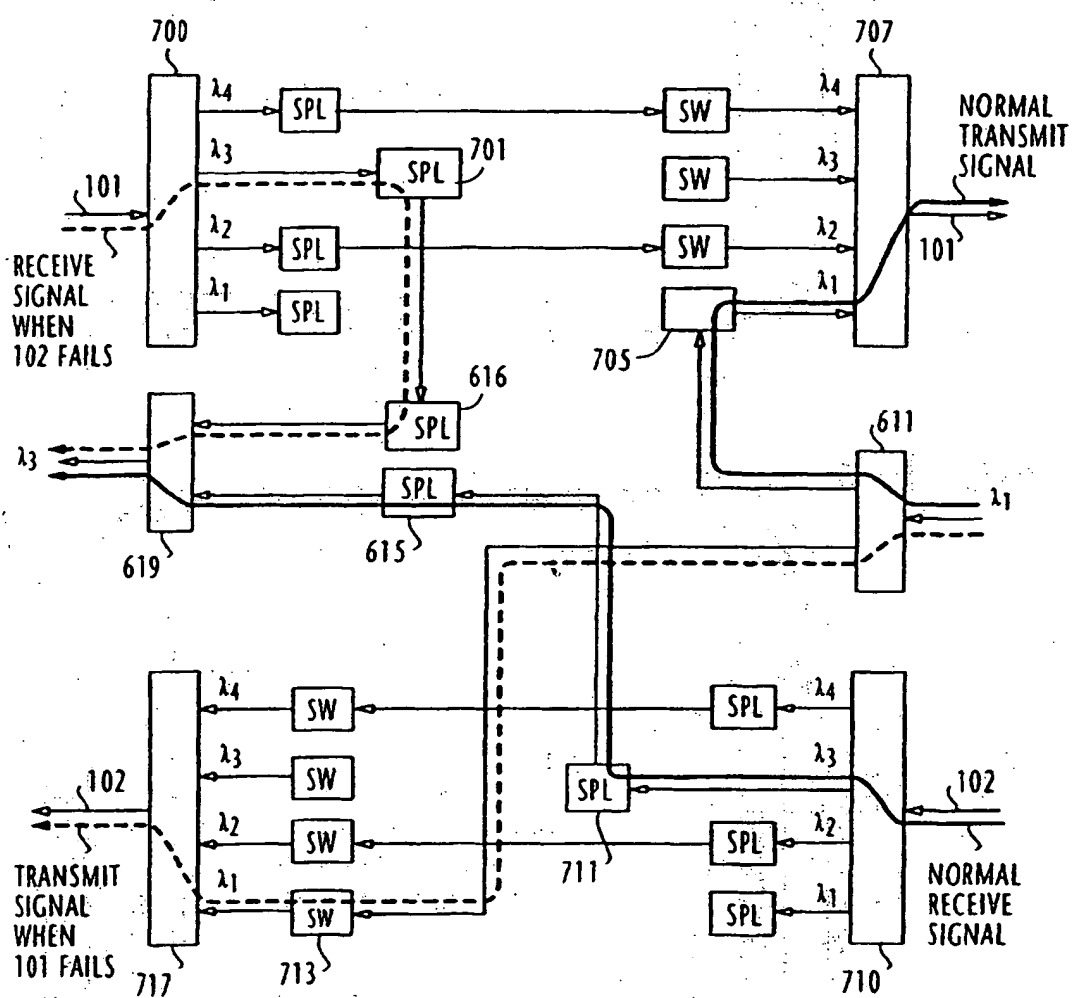 700
707
λ4
SPL
SW
λ4
NORMAL
TRANSMIT
SIGNAL
λ3
SPL
701
SW
λ3
101
λ2
SPL
SW
λ2
101
RECEIVE
SIGNAL
WHEN
102 FAILS
λ1
SPL
λ1
705
616
SPL
611
λ3
SPL
λ1
619
615
λ4
SW
SPL
λ4
λ3
SW
SPL
λ3
102
102
λ2
SW
SPL
λ2
711
TRANSMIT
SIGNAL
WHEN
101 FAILS
λ1
SW
SPL
λ1
NORMAL
RECEIVE
SIGNAL
717
713
710